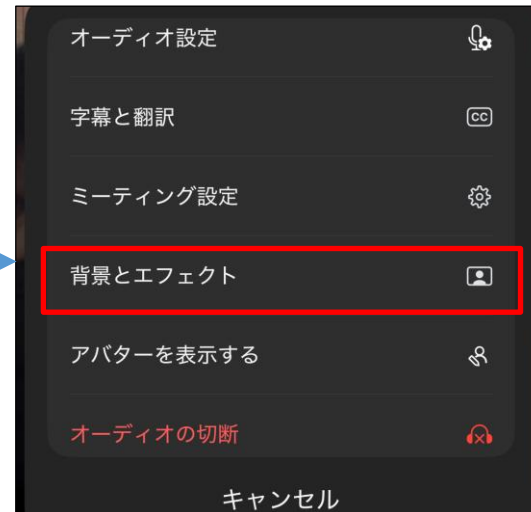 オーディオ設定
字幕と翻訳
CC
ミーティング設定
背景とエフェクト
アバターを表示する
オーディオの切断
キャンセル